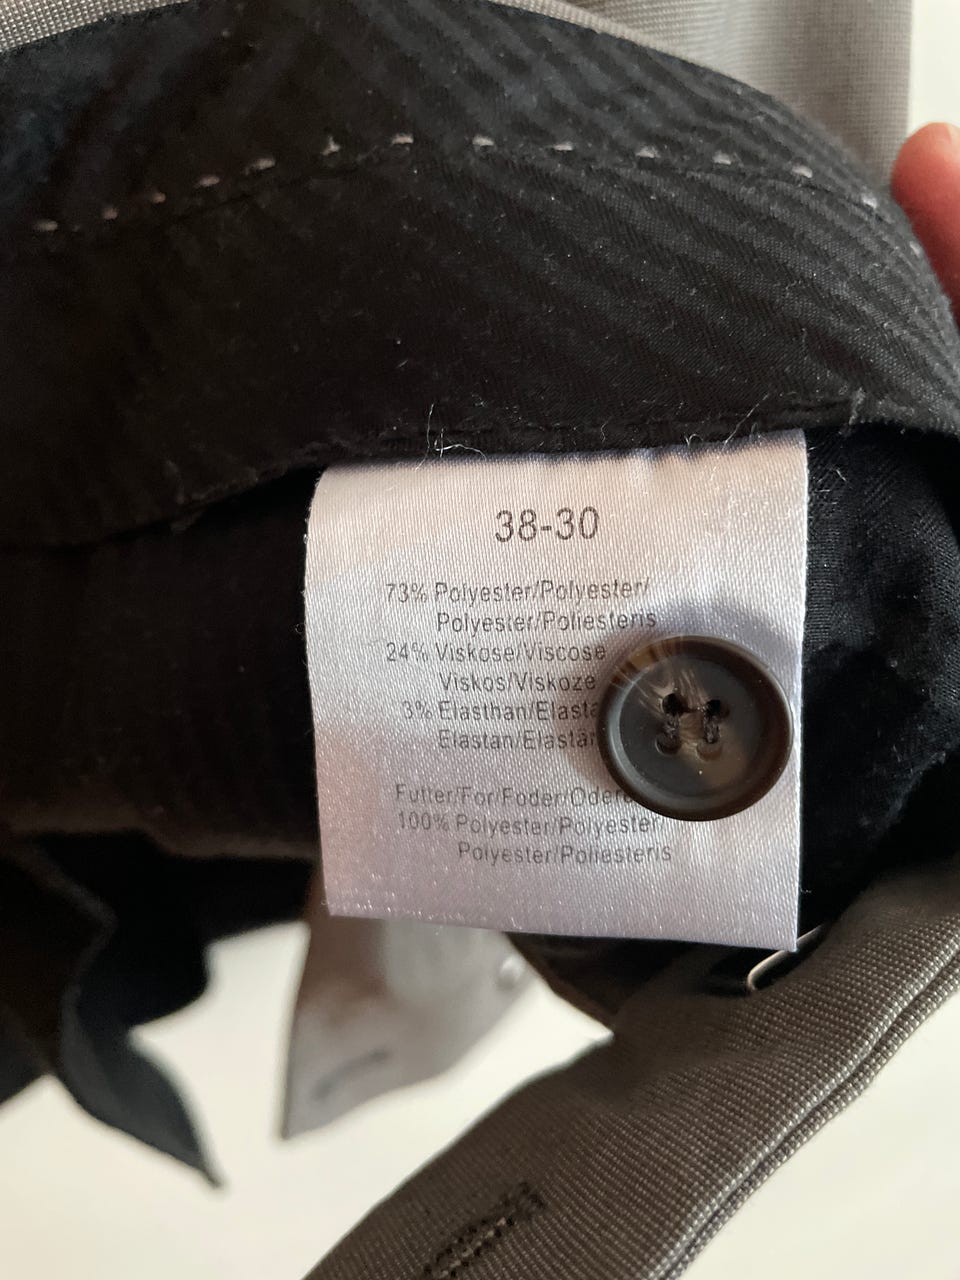 38-30
73% Polyester/Polyester/
Polyester/Poliesteris
24% Viskose/Viscose
Viskos/Viskoze
3% Elasthan/
Elastan/
Futter/For/Foder/
100% Polyester/Polyester/
Polyester/Poliesteris